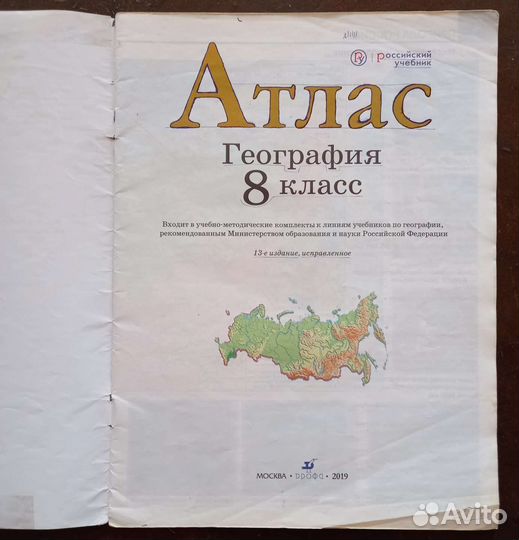 российский
учебник
Атлас
География
8 класс
Входит в учебно-методические комплекты к линиям учебников по географии,
рекомендованным Министерством образования и науки Российской Федерации
13-е издание, исправленное
МОСКВА • ДРОФА • 2019
Avito